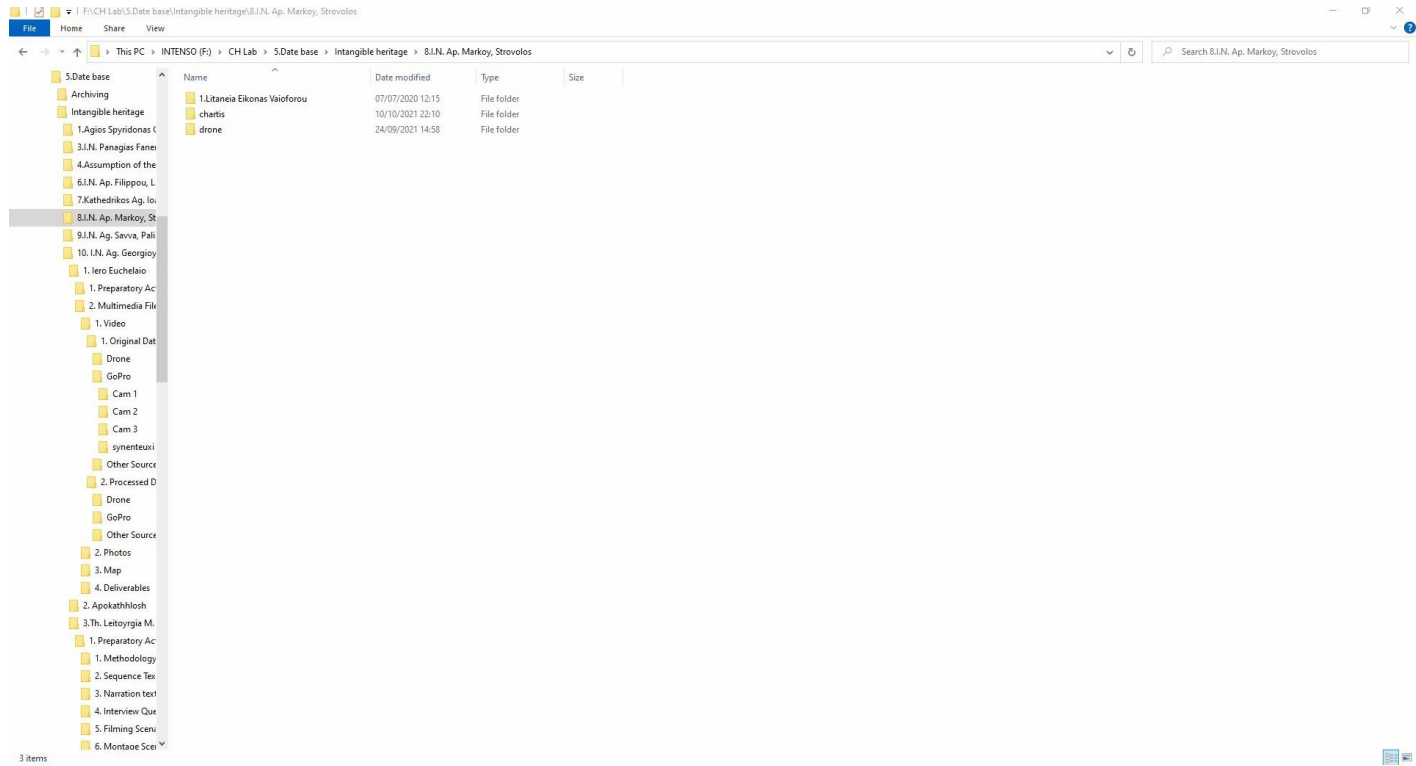 F:\CH Lab\5.Date base\Intangible heritage\8.I.N. Ap. Markoy, Strovolos
File Home Share View
This PC > INTENSO (F:) > CH Lab > 5.Date base > Intangible heritage > 8.I.N. Ap. Markoy, Strovolos
Search 8.I.N. Ap. Markoy, Strovolos
Name Date modified Type Size
1.Litaneia Eikonas Vaioforou 07/07/2020 12:15 File folder
chartis 10/10/2021 22:10 File folder
drone 24/09/2021 14:58 File folder
5.Date base
Archiving
Intangible heritage
1.Agios Spyridonas
3.I.N. Panagias Faner
4.Assumption of the
6.I.N. Ap. Filippou, L
7.Kathedrikos Ag. Ioa
8.I.N. Ap. Markoy, St
9.I.N. Ag. Savva, Pali
10. I.N. Ag. Georgioy
1. Iero Euchelaio
1. Preparatory Ac
2. Multimedia File
1. Video
1. Original Dat
Drone
GoPro
Cam 1
Cam 2
Cam 3
synenteuxi
Other Source
2. Processed D
Drone
GoPro
Other Source
2. Photos
3. Map
4. Deliverables
2. Apokathhlosh
3.Th. Leitoyrgia M.
1. Preparatory Ac
1. Methodology
2. Sequence Tex
3. Narration text
4. Interview Que
5. Filming Scena
6. Montage Scen
3 items